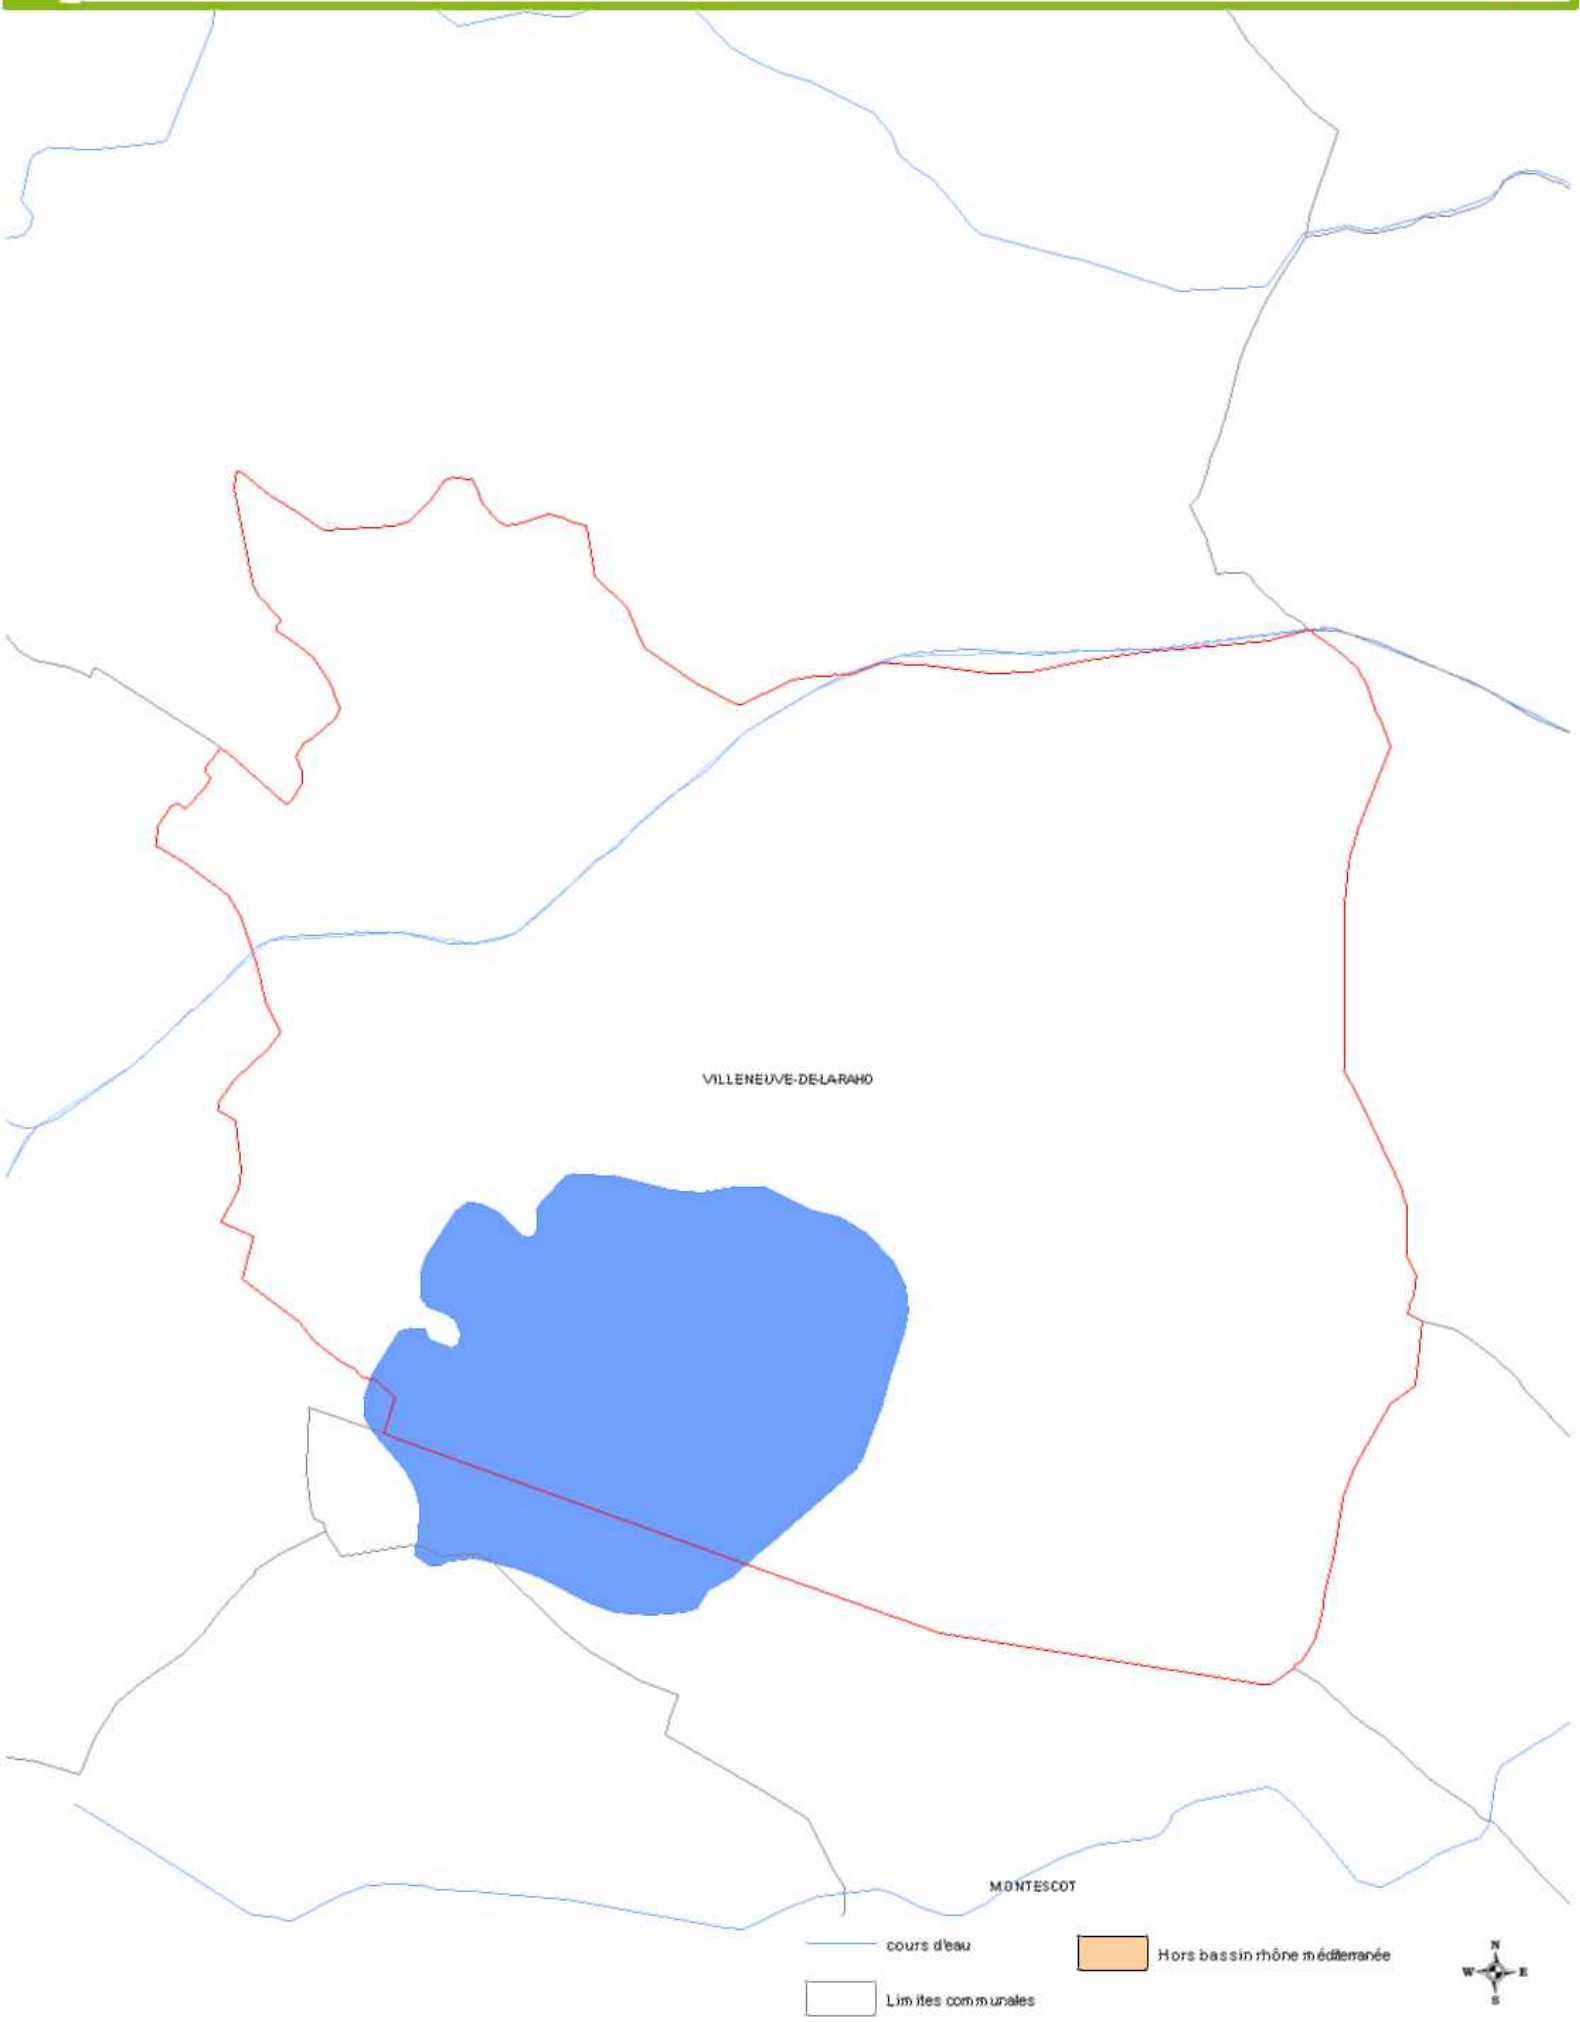 VILLENEUVE-DE-LA-RAHO
MONTESCOT
cours d'eau
Hors bassin rhône méditerranée
Limites communales
N
W E
S